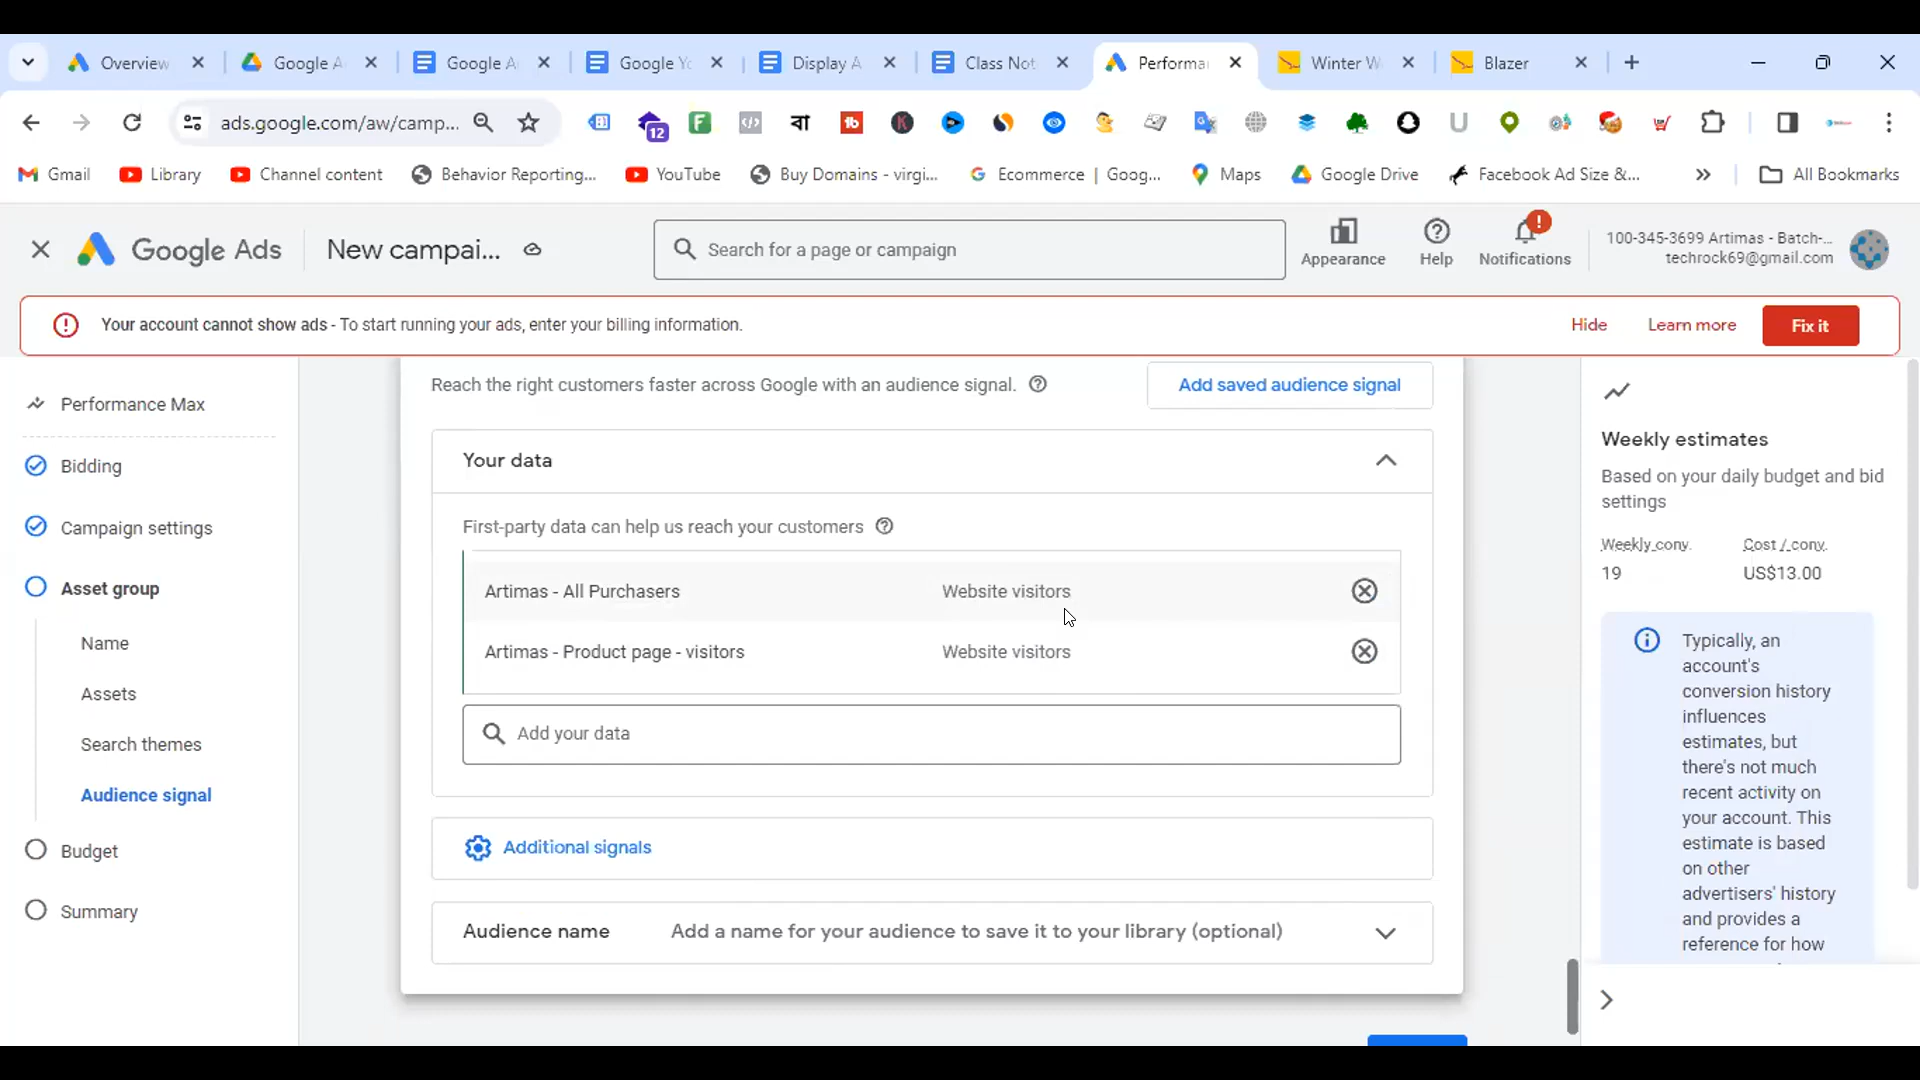 Overview
Google A
Google A
Google Yo
Display A
Class Not
Performa
Winter W
Blazer
ads.google.com/aw/camp...
12
বা
Gmail
Library
Channel content
Behavior Reporting...
YouTube
Buy Domains - virgi...
Ecommerce | Goog...
Maps
Google Drive
Facebook Ad Size &...
All Bookmarks
Google Ads
New campai...
Search for a page or campaign
Appearance
Help
Notifications
100-345-3699 Artimas - Batch-...
techrock69@gmail.com
Your account cannot show ads - To start running your ads, enter your billing information.
Hide
Learn more
Fix it
Performance Max
Bidding
Campaign settings
Asset group
Name
Assets
Search themes
Audience signal
Budget
Summary
Reach the right customers faster across Google with an audience signal.
Add saved audience signal
Your data
First-party data can help us reach your customers
Artimas - All Purchasers
Website visitors
Artimas - Product page - visitors
Website visitors
Add your data
Additional signals
Audience name
Add a name for your audience to save it to your library (optional)
Weekly estimates
Based on your daily budget and bid
settings
Weekly conv.
Cost / conv.
19
US$13.00
Typically, an
account's
conversion history
influences
estimates, but
there's not much
recent activity on
your account. This
estimate is based
on other
advertisers' history
and provides a
reference for how